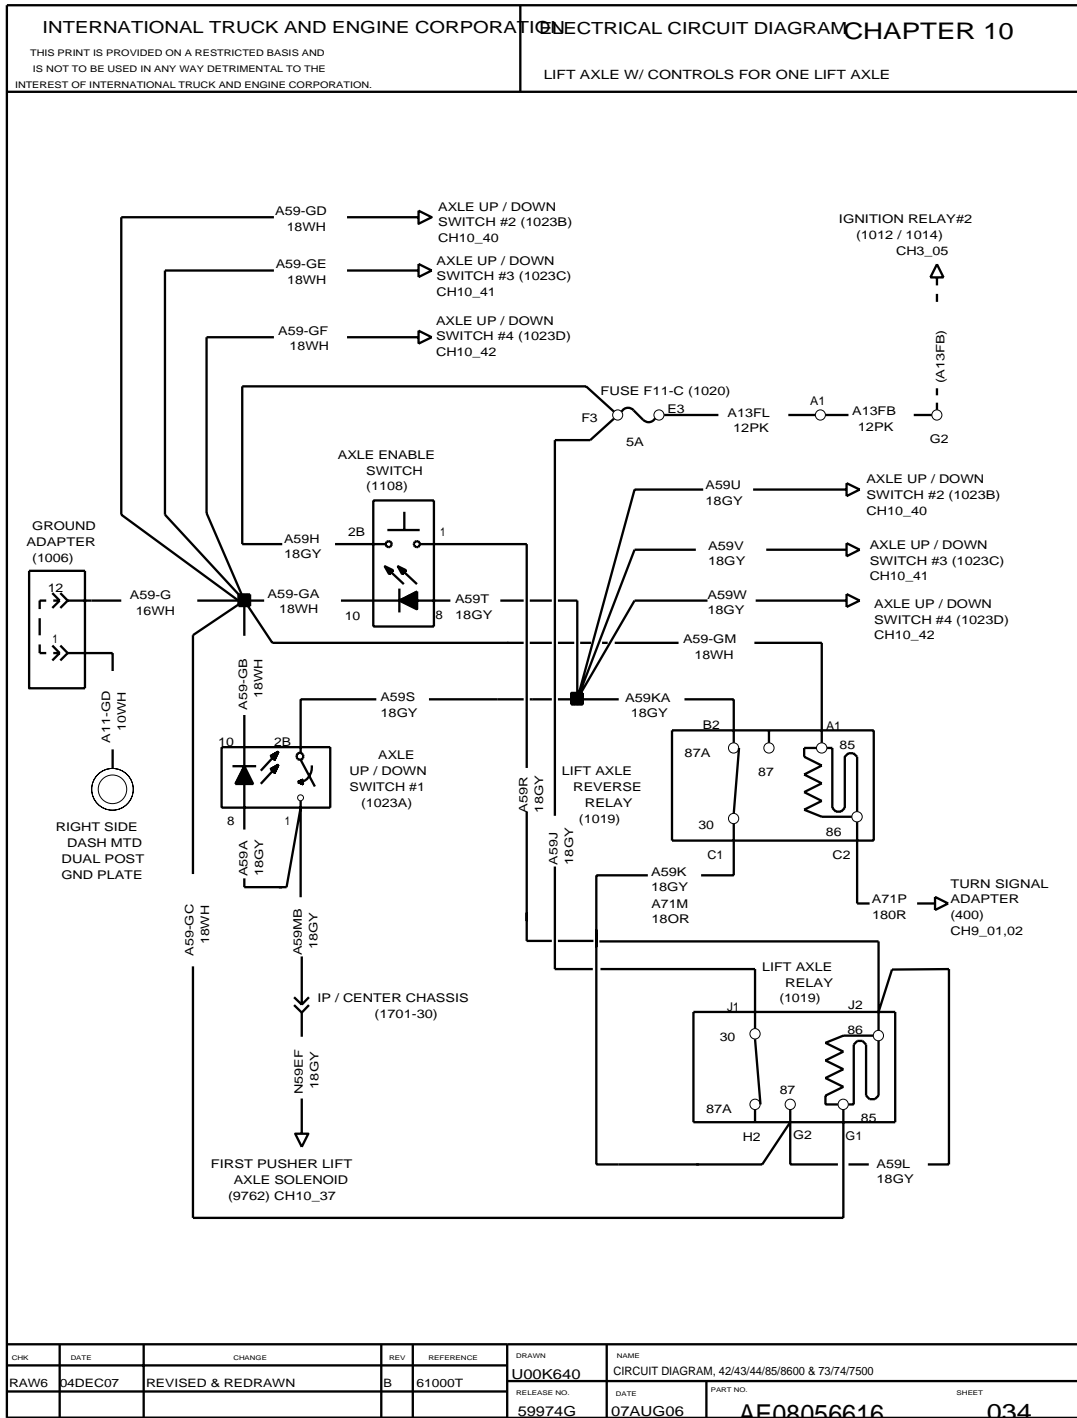 INTERNATIONAL TRUCK AND ENGINE CORPORATION
THIS PRINT IS PROVIDED ON A RESTRICTED BASIS AND
IS NOT TO BE USED IN ANY WAY DETRIMENTAL TO THE
INTEREST OF INTERNATIONAL TRUCK AND ENGINE CORPORATION.
ELECTRICAL CIRCUIT DIAGRAM
CHAPTER 10
LIFT AXLE W/ CONTROLS FOR ONE LIFT AXLE
A59-GD
18WH
AXLE UP / DOWN
SWITCH #2 (1023B)
CH10_40
A59-GE
18WH
AXLE UP / DOWN
SWITCH #3 (1023C)
CH10_41
A59-GF
18WH
AXLE UP / DOWN
SWITCH #4 (1023D)
CH10_42
IGNITION RELAY#2
(1012 / 1014)
CH3_05
(A13FB)
FUSE F11-C (1020)
F3
E3
5A
A13FL
12PK
A1
A13FB
12PK
G2
AXLE ENABLE
SWITCH
(1108)
A59H
18GY
2B
1
A59U
18GY
AXLE UP / DOWN
SWITCH #2 (1023B)
CH10_40
A59V
18GY
AXLE UP / DOWN
SWITCH #3 (1023C)
CH10_41
A59W
18GY
AXLE UP / DOWN
SWITCH #4 (1023D)
CH10_42
GROUND
ADAPTER
(1006)
12
1
A59-G
16WH
A59-GA
18WH
10
8
A59T
18GY
A59-GM
18WH
A11-GD
10WH
A59-GB
18WH
A59S
18GY
A59KA
18GY
RIGHT SIDE
DASH MTD
DUAL POST
GND PLATE
10
2B
AXLE
UP / DOWN
SWITCH #1
(1023A)
8
1
A59A
18GY
A59R
18GY
A59J
18GY
LIFT AXLE
REVERSE
RELAY
(1019)
B2
A1
87A
87
85
30
86
C1
C2
A59K
18GY
A71M
18OR
A71P
180R
TURN SIGNAL
ADAPTER
(400)
CH9_01,02
A59-GC
18WH
A59MB
18GY
IP / CENTER CHASSIS
(1701-30)
N59EF
18GY
FIRST PUSHER LIFT
AXLE SOLENOID
(9762) CH10_37
LIFT AXLE
RELAY
(1019)
J1
J2
30
86
87
87A
85
H2
G2
G1
A59L
18GY
CHK
DATE
CHANGE
REV
REFERENCE
RAW6
04DEC07
REVISED & REDRAWN
B
61000T
DRAWN
U00K640
NAME
CIRCUIT DIAGRAM, 42/43/44/85/8600 & 73/74/7500
RELEASE NO.
59974G
DATE
07AUG06
PART NO.
AE08056616
SHEET
034